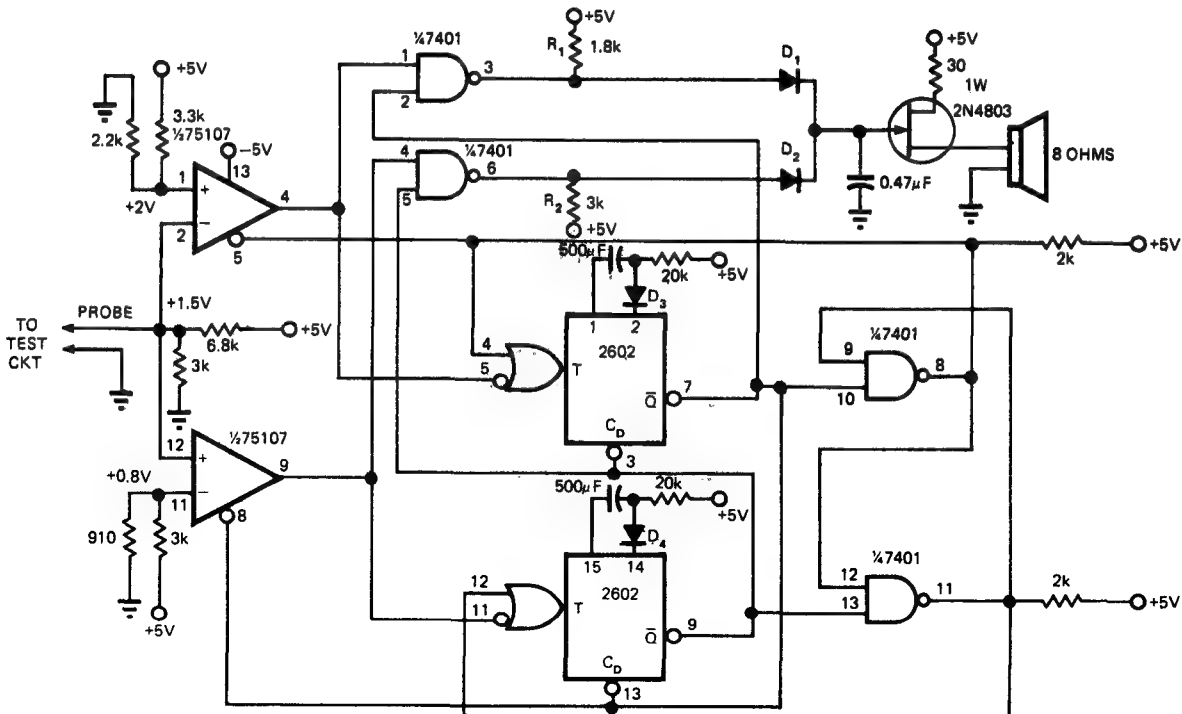 +5V
¼7401
R₁
1.8k
1
2
3
D₁
+5V
30
1W
2N4803
+5V
2.2k
3.3k
½75107
-5V
13
1
+
+2V
-
2
4
5
¼7401
4
5
6
R₂
3k
+5V
D₂
0.47µF
8 OHMS
2k
+5V
500µF
20k
+5V
D₃
1
2
2602
4
5
T
Q̄
7
C_D
3
TO
TEST
CKT
PROBE
+1.5V
6.8k
+5V
3k
¼7401
9
10
8
½75107
12
+
+0.8V
-
11
9
8
910
3k
+5V
500µF
20k
+5V
D₄
15
14
2602
12
11
T
Q̄
9
C_D
13
¼7401
12
13
11
2k
+5V